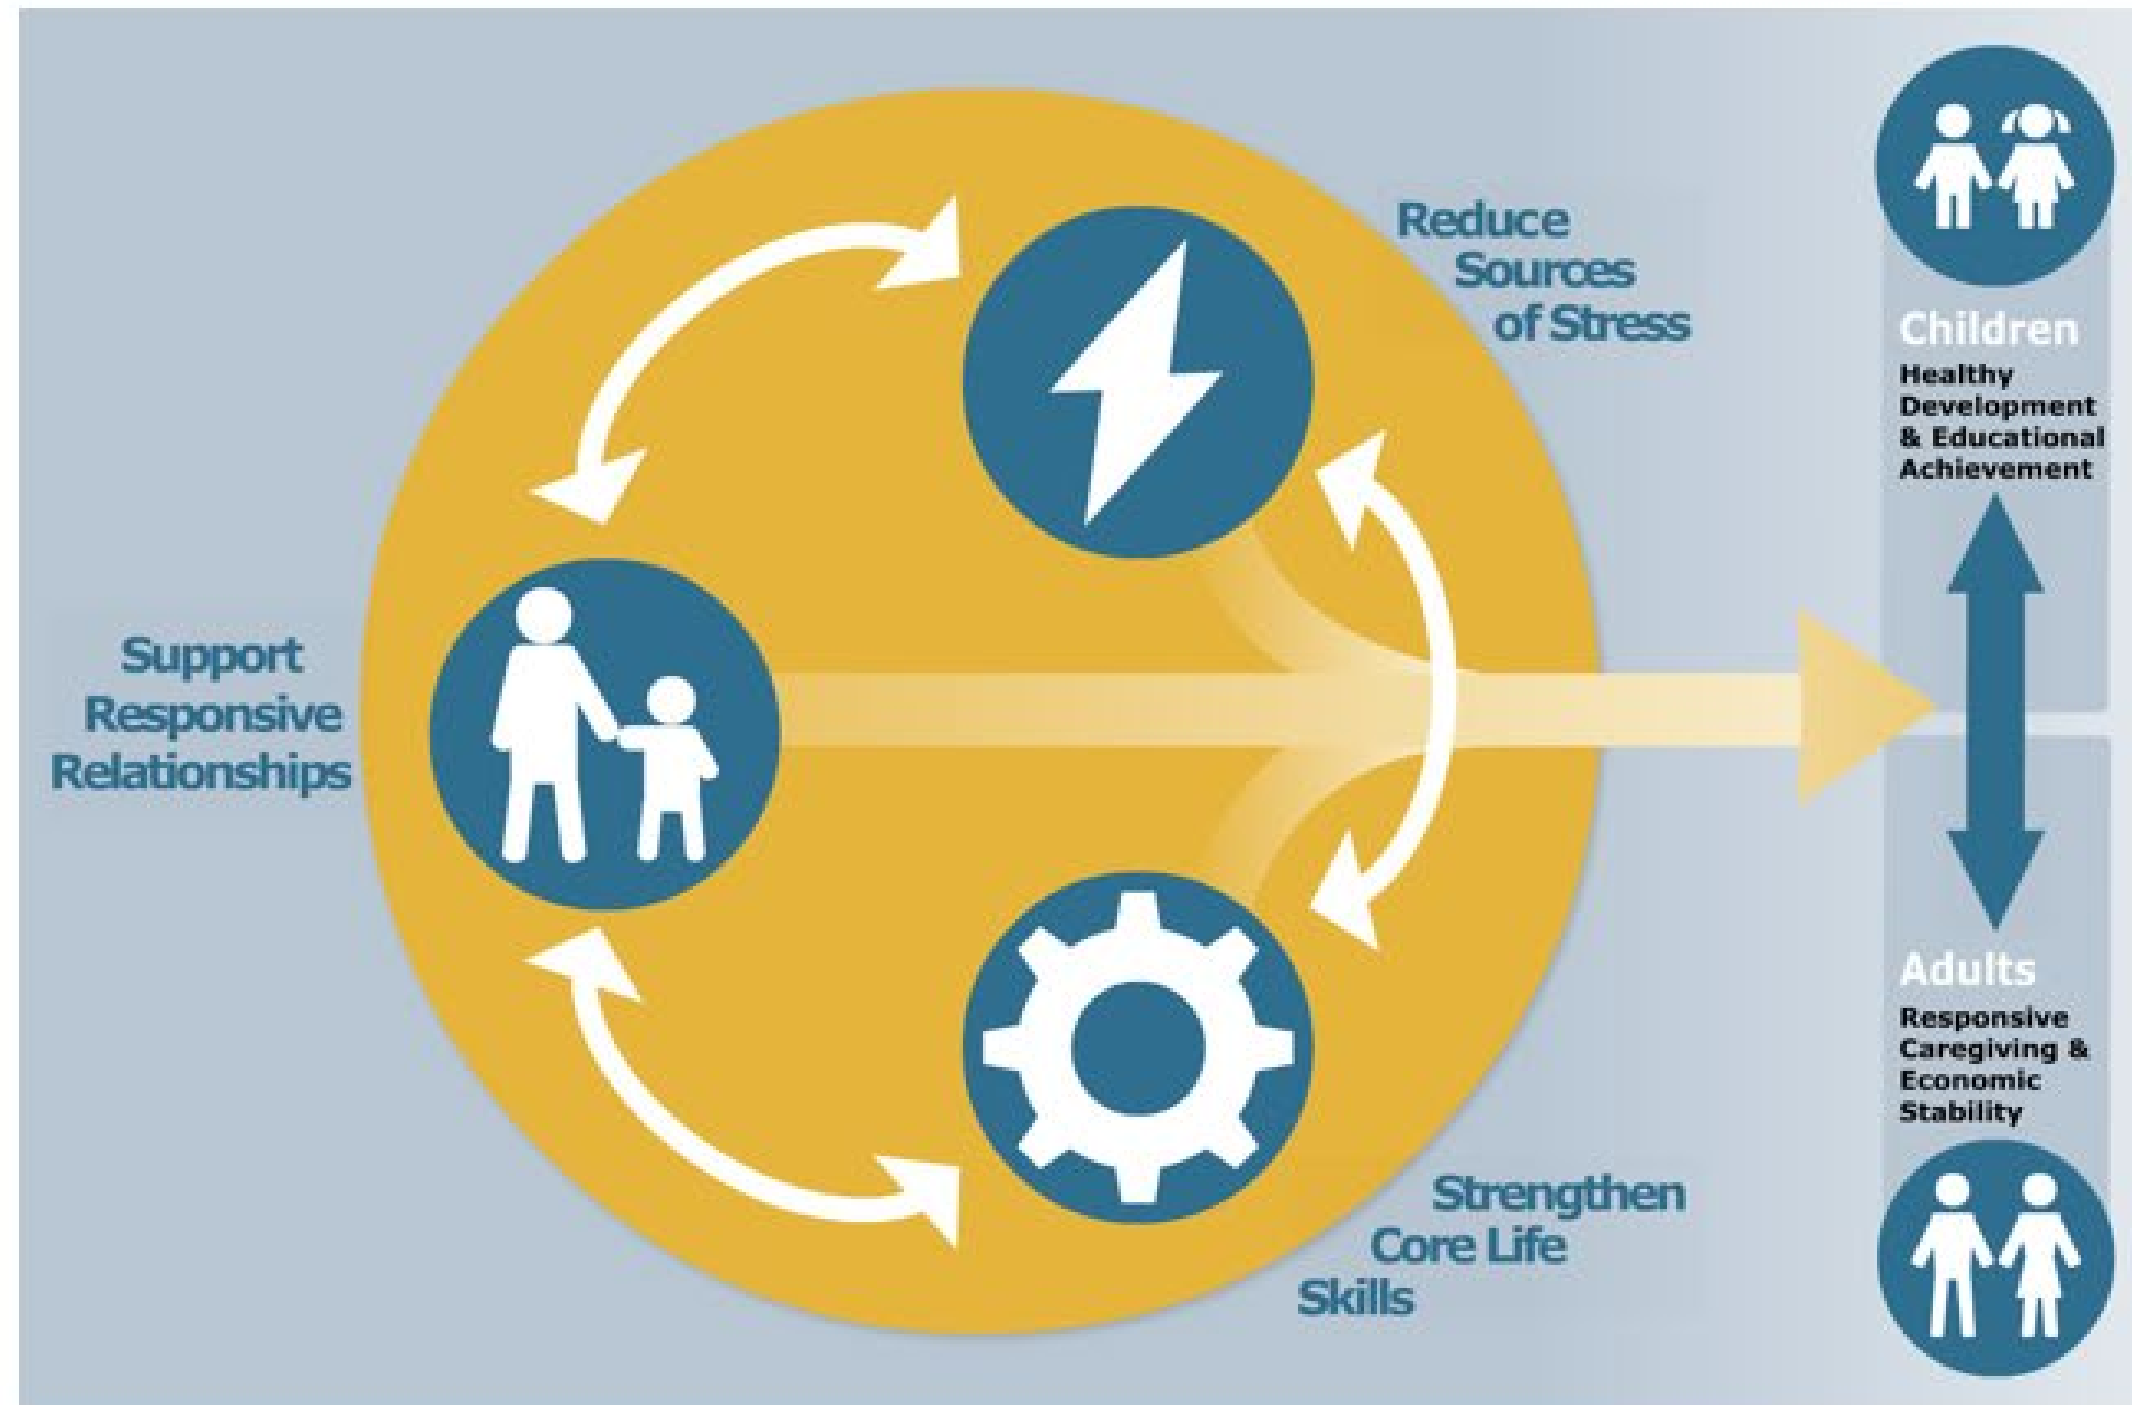 Support
Responsive
Relationships
Reduce
Sources
of Stress
Strengthen
Core Life
Skills
Children
Healthy
Development
& Educational
Achievement
Adults
Responsive
Caregiving &
Economic
Stability